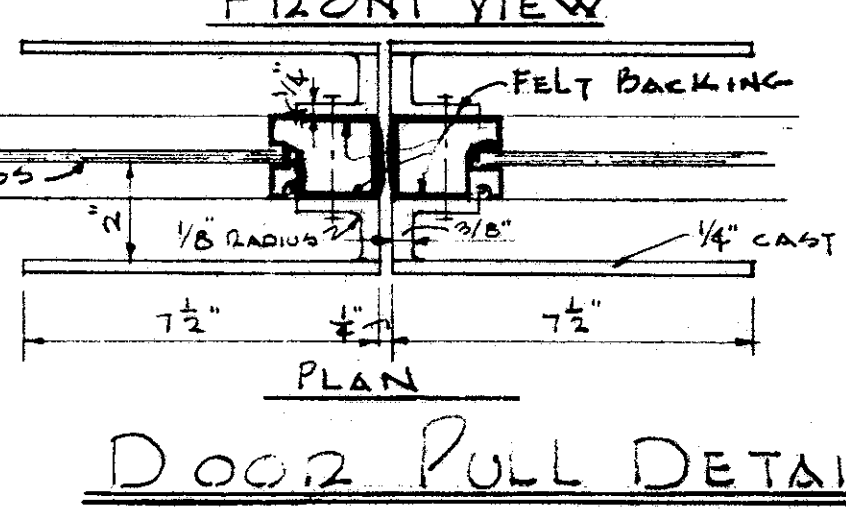 FRONT VIEW
1/4"
FELT BACKING
2"
1/8" RADIUS
3/8"
1/4" CAST
7 1/2"
1/4"
7 1/2"
PLAN
DOOR PULL DETAI